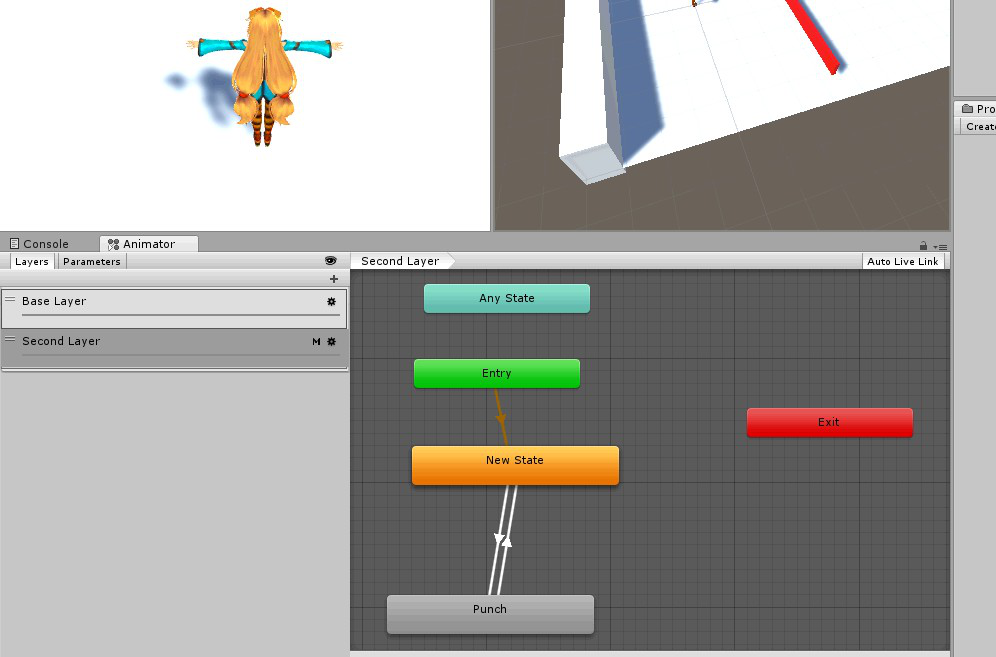 Pro
Create
Console
Animator
Layers
Parameters
Second Layer
Auto Live Link
Base Layer
Second Layer
M
Any State
Entry
Exit
New State
Punch